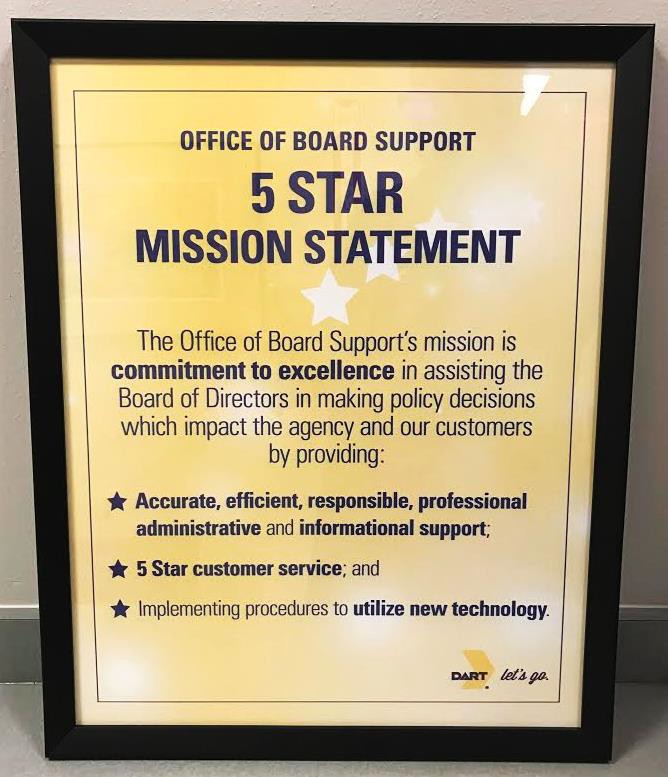 OFFICE OF BOARD SUPPORT
5 STAR
MISSION STATEMENT
The Office of Board Support's mission is
commitment to excellence in assisting the
Board of Directors in making policy decisions
which impact the agency and our customers
by providing:
Accurate, efficient, responsible, professional
administrative and informational support;
5 Star customer service; and
Implementing procedures to utilize new technology.
DART let's go.